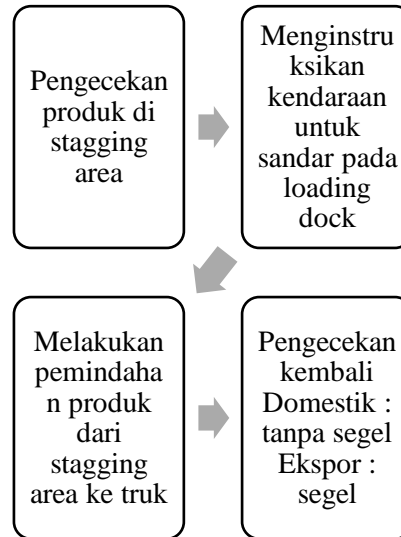 Pengecekan
produk di
stagging
area
Menginstru
ksikan
kendaraan
untuk
sandar pada
loading
dock
Melakukan
pemindaha
n produk
dari
stagging
area ke truk
Pengecekan
kembali
Domestik :
tanpa segel
Ekspor :
segel